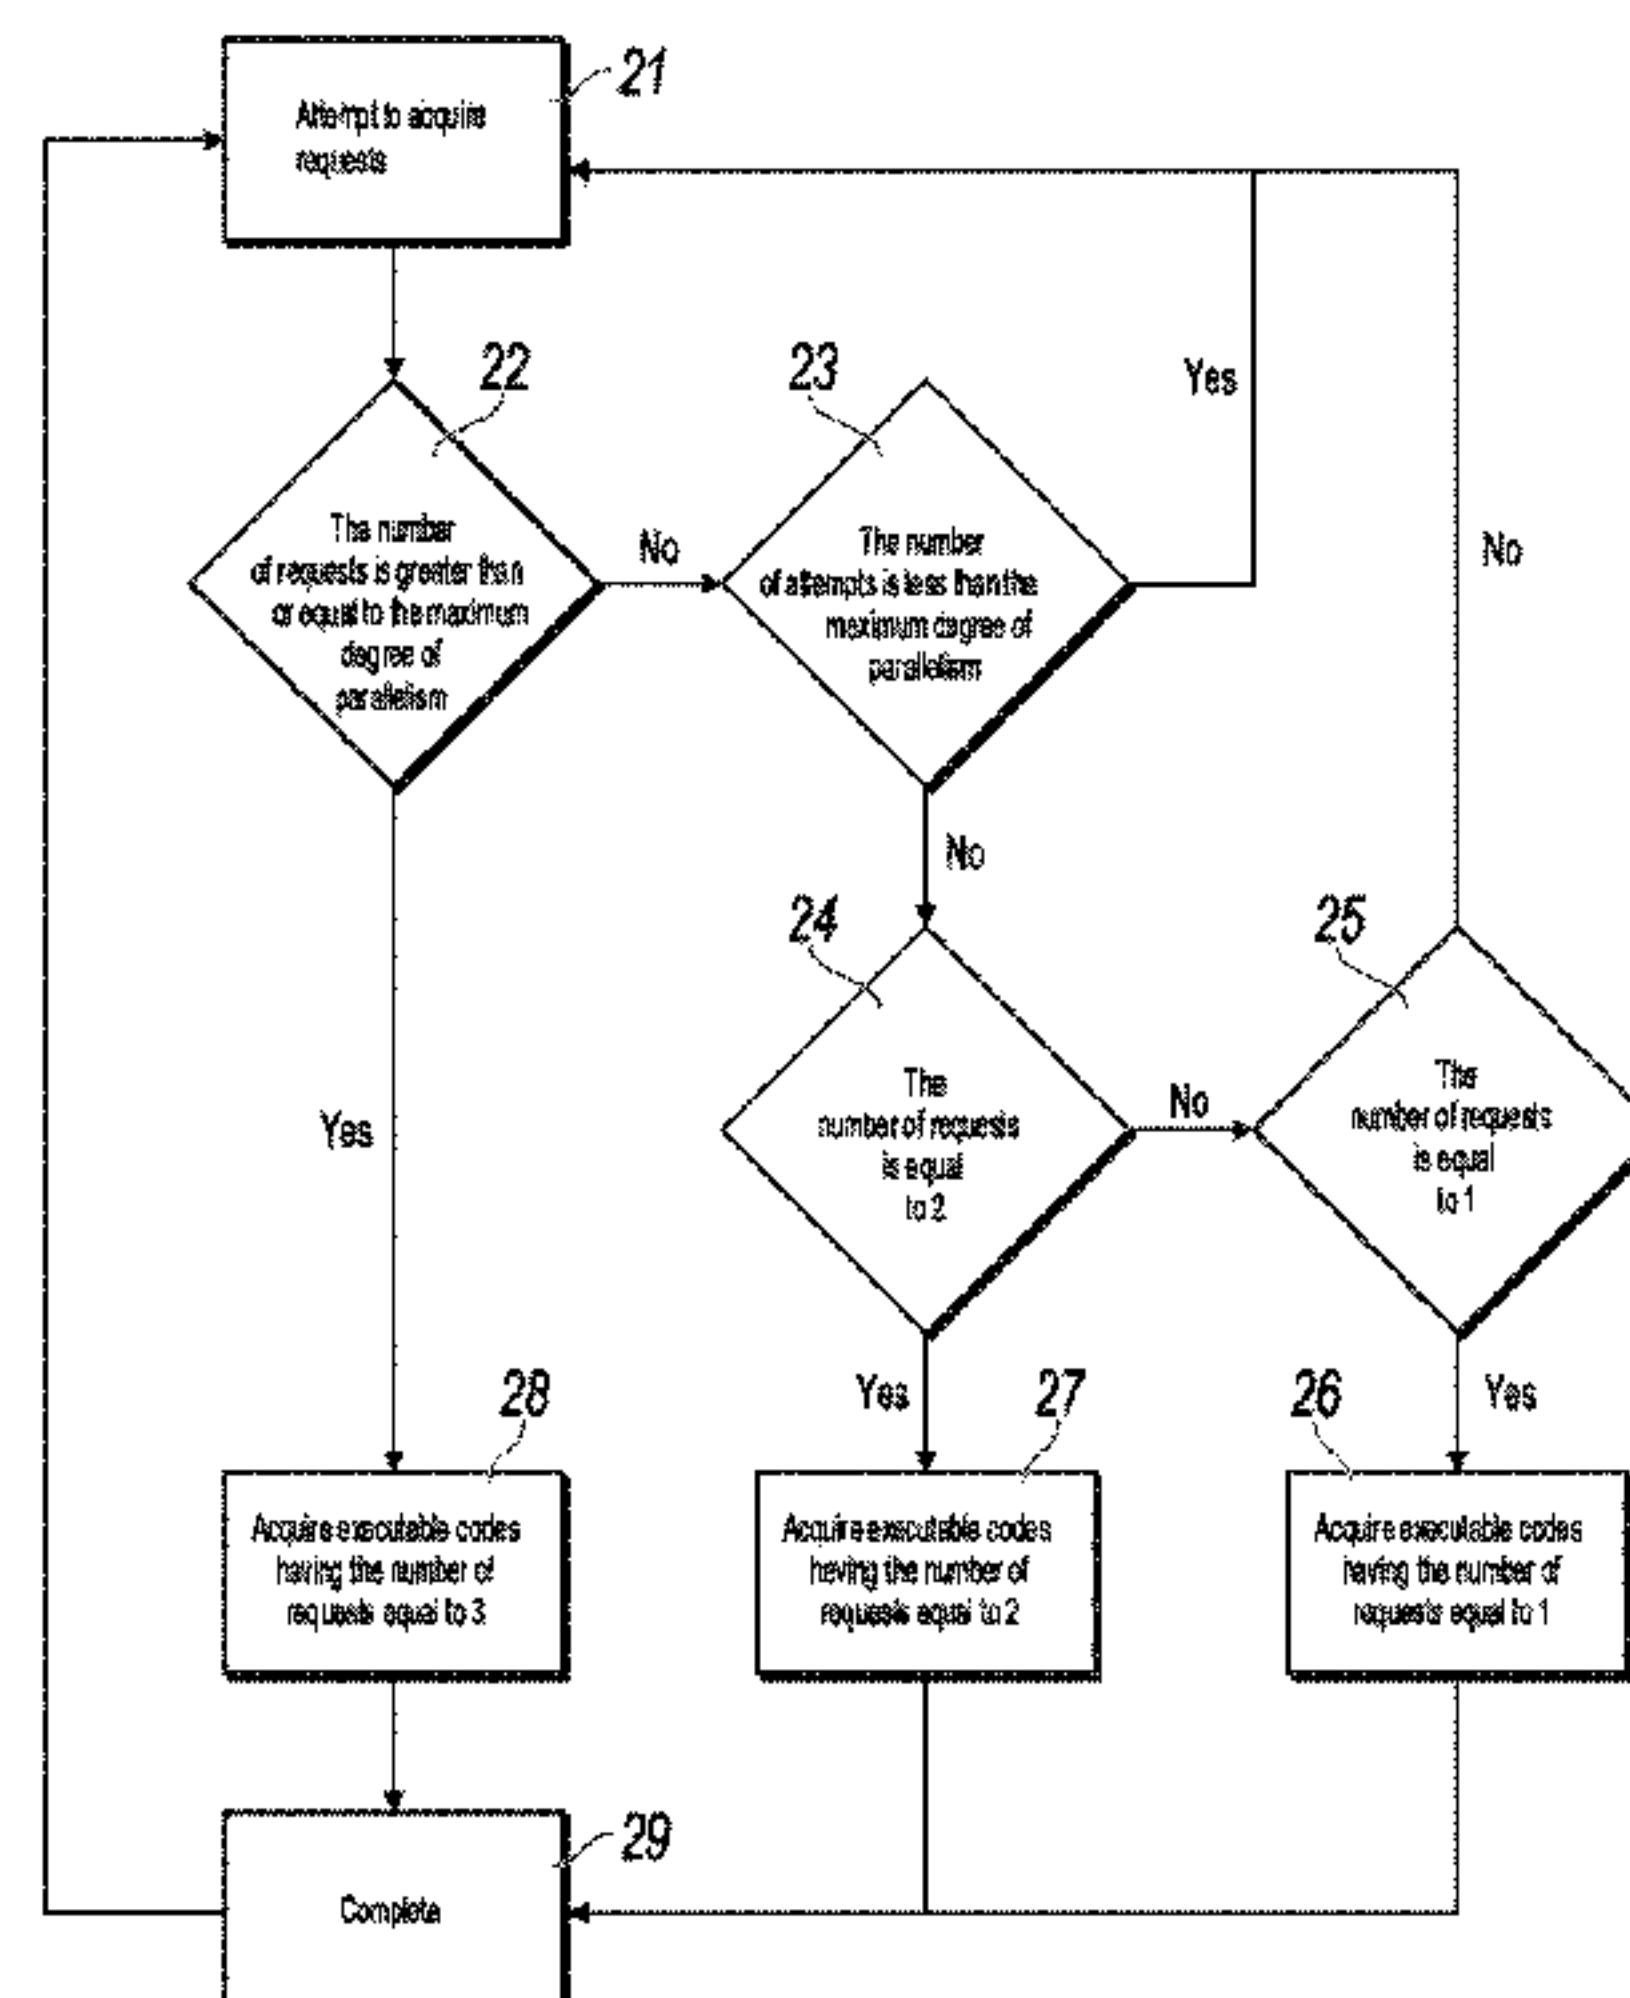 21
Attempt to acquire
requests
22
23
Yes
The number
of requests is greater than
or equal to the maximum
degree of
parallelism
No
The number
of attempts is less than the
maximum degree of
parallelism
No
No
24
25
Yes
The
number of requests
is equal
to 2
No
The
number of requests
is equal
to 1
28
Yes
27
26
Yes
Acquire executable codes
having the number of
requests equal to 3
Acquire executable codes
having the number of
requests equal to 2
Acquire executable codes
having the number of
requests equal to 1
29
Complete